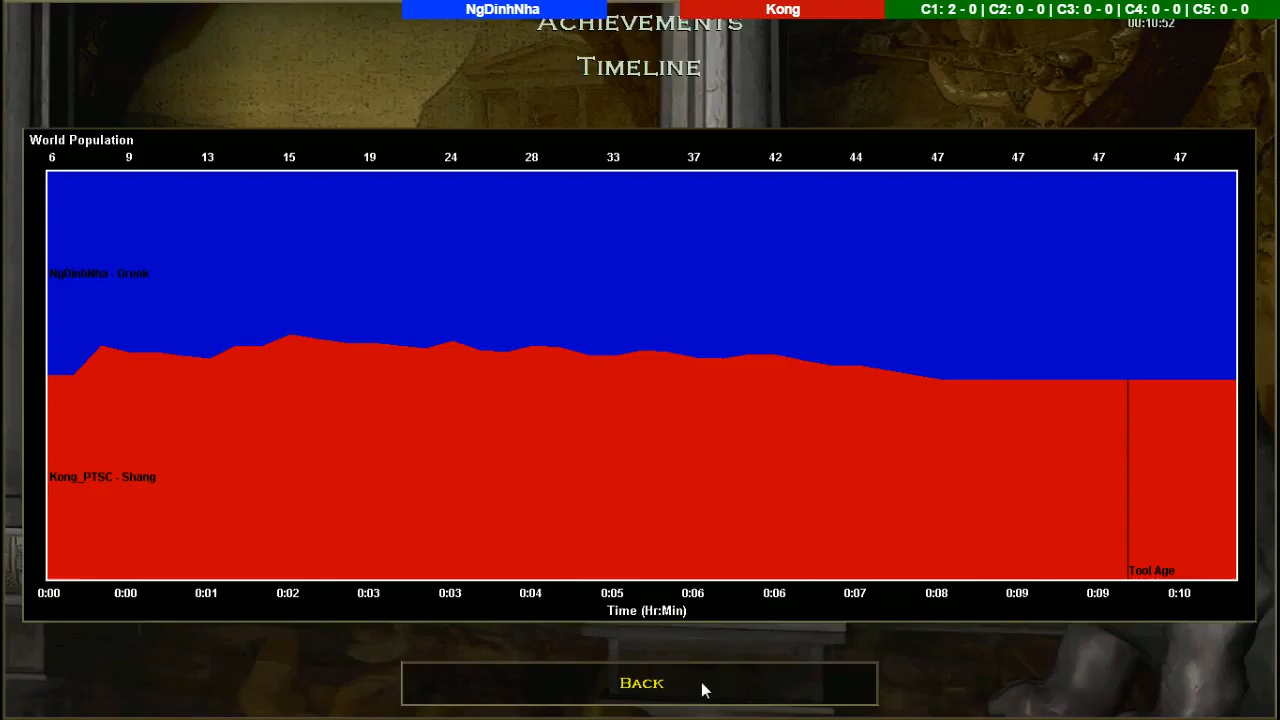 NgDinhNha Kong C1: 2 - 0 | C2: 0 - 0 | C3: 0 - 0 | C4: 0 - 0 | C5: 0 - 0
ACHIEVEMENTS
00:10:52
TIMELINE
World Population
6 9 13 15 19 24 28 33 37 42 44 47 47 47 47
NgDinhNha - Greek
Kong_PTSC - Shang
Tool Age
0:00 0:00 0:01 0:02 0:03 0:03 0:04 0:05 0:06 0:06 0:07 0:08 0:09 0:09 0:10
Time (Hr:Min)
BACK